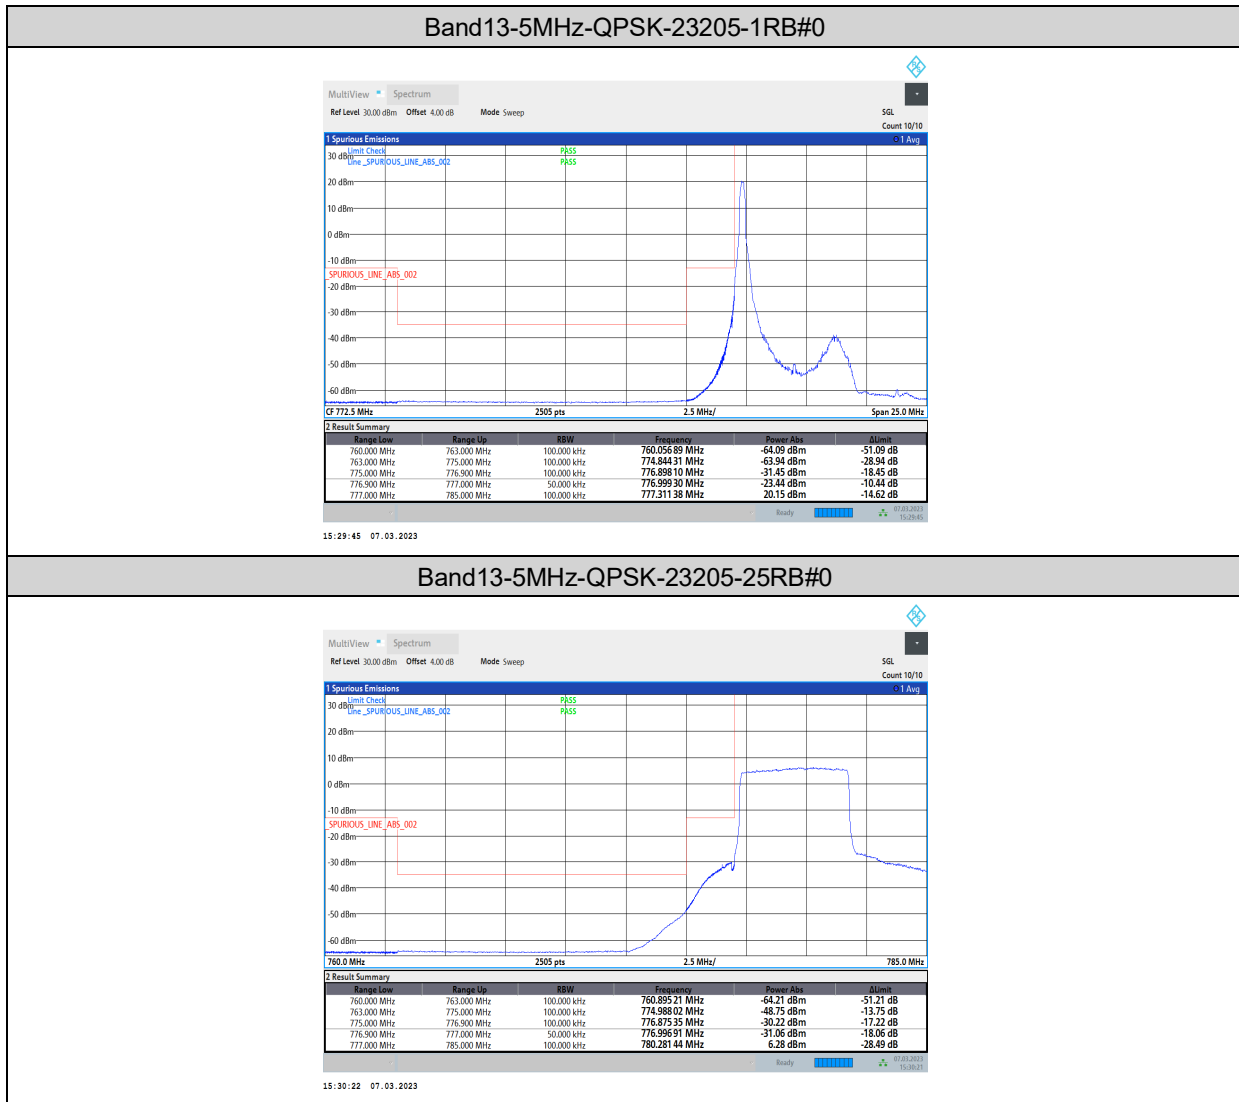 Band13-5MHz-QPSK-23205-1RB#0
MultiView Spectrum
Ref Level 30.00 dBm Offset 4.00 dB Mode Sweep SGL
Count 10/10
1 Spurious Emissions 1 Avg
Limit Check PASS
30 dBm
Line _SPURIOUS_LINE_ABS_002 PASS
20 dBm
10 dBm
0 dBm
-10 dBm
_SPURIOUS_LINE_ABS_002
-20 dBm
-30 dBm
-40 dBm
-50 dBm
-60 dBm
CF 772.5 MHz 2505 pts 2.5 MHz/ Span 25.0 MHz
2 Result Summary
Range Low Range Up RBW Frequency Power Abs ΔLimit
760.000 MHz 763.000 MHz 100.000 kHz 760.056 89 MHz -64.09 dBm -51.09 dB
763.000 MHz 775.000 MHz 100.000 kHz 774.844 31 MHz -63.94 dBm -28.94 dB
775.000 MHz 776.900 MHz 100.000 kHz 776.898 10 MHz -31.45 dBm -18.45 dB
776.900 MHz 777.000 MHz 50.000 kHz 776.999 30 MHz -23.44 dBm -10.44 dB
777.000 MHz 785.000 MHz 100.000 kHz 777.311 38 MHz 20.15 dBm -14.62 dB
Ready 07.03.2023
15:29:45
15:29:45 07.03.2023
Band13-5MHz-QPSK-23205-25RB#0
MultiView Spectrum
Ref Level 30.00 dBm Offset 4.00 dB Mode Sweep SGL
Count 10/10
1 Spurious Emissions 1 Avg
Limit Check PASS
30 dBm
Line _SPURIOUS_LINE_ABS_002 PASS
20 dBm
10 dBm
0 dBm
-10 dBm
_SPURIOUS_LINE_ABS_002
-20 dBm
-30 dBm
-40 dBm
-50 dBm
-60 dBm
760.0 MHz 2505 pts 2.5 MHz/ 785.0 MHz
2 Result Summary
Range Low Range Up RBW Frequency Power Abs ΔLimit
760.000 MHz 763.000 MHz 100.000 kHz 760.895 21 MHz -64.21 dBm -51.21 dB
763.000 MHz 775.000 MHz 100.000 kHz 774.988 02 MHz -48.75 dBm -13.75 dB
775.000 MHz 776.900 MHz 100.000 kHz 776.875 35 MHz -30.22 dBm -17.22 dB
776.900 MHz 777.000 MHz 50.000 kHz 776.996 91 MHz -31.06 dBm -18.06 dB
777.000 MHz 785.000 MHz 100.000 kHz 780.281 44 MHz 6.28 dBm -28.49 dB
Ready 07.03.2023
15:30:21
15:30:22 07.03.2023